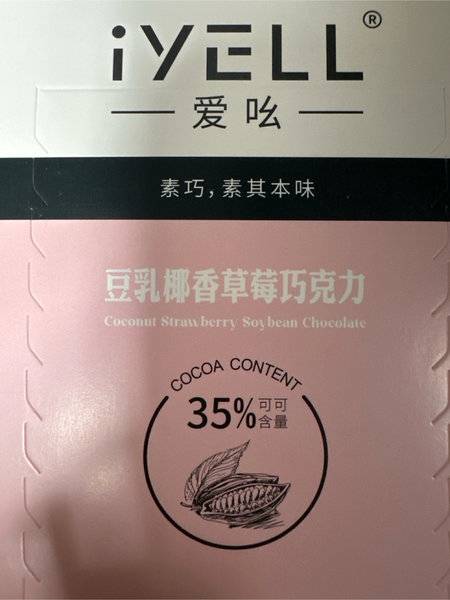 iYELL®
爱吆
素巧，素其本味
豆乳椰香草莓巧克力
Coconut Strawberry Soybean Chocolate
COCOA CONTENT
35% 可可含量